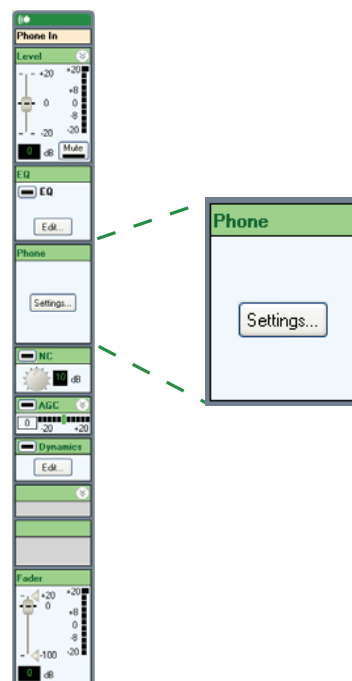 Phone In
Level
+20 +20
+8
0 0
-8
-20 -20
0 dB Mute
EQ
EQ
Edit...
Phone
Settings...
NC
10 dB
AGC
0 -20 +20
Dynamics
Edit...
Fader
+20 +20
0 +8
0
-8
-100 -20
0 dB
Phone
Settings...